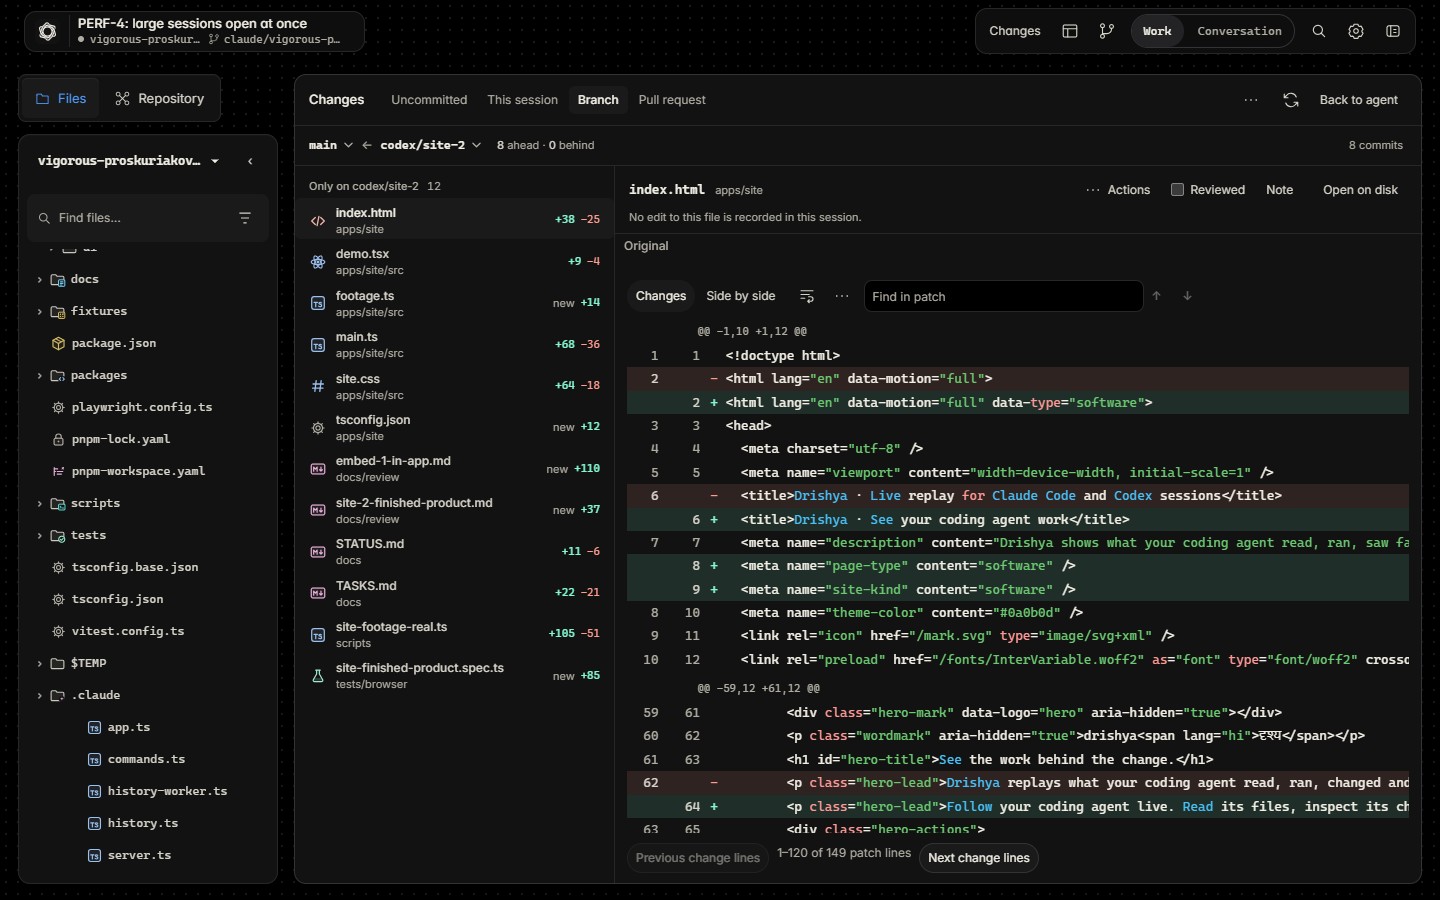 PERF-4: large sessions open at once
vigorous-proskur… claude/vigorous-p…
Changes Work Conversation
Files Repository
vigorous-proskuriakov…
Find files...
docs
fixtures
package.json
packages
playwright.config.ts
pnpm-lock.yaml
pnpm-workspace.yaml
scripts
tests
tsconfig.base.json
tsconfig.json
vitest.config.ts
$TEMP
.claude
app.ts
commands.ts
history-worker.ts
history.ts
server.ts
Changes Uncommitted This session Branch Pull request
··· Back to agent
main ← codex/site-2 8 ahead · 0 behind
8 commits
Only on codex/site-2 12
index.html
apps/site
+38 −25
demo.tsx
apps/site/src
+9 −4
footage.ts
apps/site/src
new +14
main.ts
apps/site/src
+68 −36
site.css
apps/site/src
+64 −18
tsconfig.json
apps/site
new +12
embed-1-in-app.md
docs/review
new +110
site-2-finished-product.md
docs/review
new +37
STATUS.md
docs
+11 −6
TASKS.md
docs
+22 −21
site-footage-real.ts
scripts
+105 −51
site-finished-product.spec.ts
tests/browser
new +85
index.html apps/site
··· Actions Reviewed Note Open on disk
No edit to this file is recorded in this session.
Original
Changes Side by side ··· Find in patch ↑ ↓
@@ −1,10 +1,12 @@
1 1 <!doctype html>
2 − <html lang="en" data-motion="full">
2 + <html lang="en" data-motion="full" data-type="software">
3 3 <head>
4 4 <meta charset="utf-8" />
5 5 <meta name="viewport" content="width=device-width, initial-scale=1" />
6 − <title>Drishya · Live replay for Claude Code and Codex sessions</title>
6 + <title>Drishya · See your coding agent work</title>
7 7 <meta name="description" content="Drishya shows what your coding agent read, ran, saw fa
8 + <meta name="page-type" content="software" />
9 + <meta name="site-kind" content="software" />
8 10 <meta name="theme-color" content="#0a0b0d" />
9 11 <link rel="icon" href="/mark.svg" type="image/svg+xml" />
10 12 <link rel="preload" href="/fonts/InterVariable.woff2" as="font" type="font/woff2" crosso
@@ −59,12 +61,12 @@
59 61 <div class="hero-mark" data-logo="hero" aria-hidden="true"></div>
60 62 <p class="wordmark" aria-hidden="true">drishya<span lang="hi">दृश्य</span></p>
61 63 <h1 id="hero-title">See the work behind the change.</h1>
62 − <p class="hero-lead">Drishya replays what your coding agent read, ran, changed and
64 + <p class="hero-lead">Follow your coding agent live. Read its files, inspect its ch
63 65 <div class="hero-actions">
Previous change lines 1–120 of 149 patch lines Next change lines